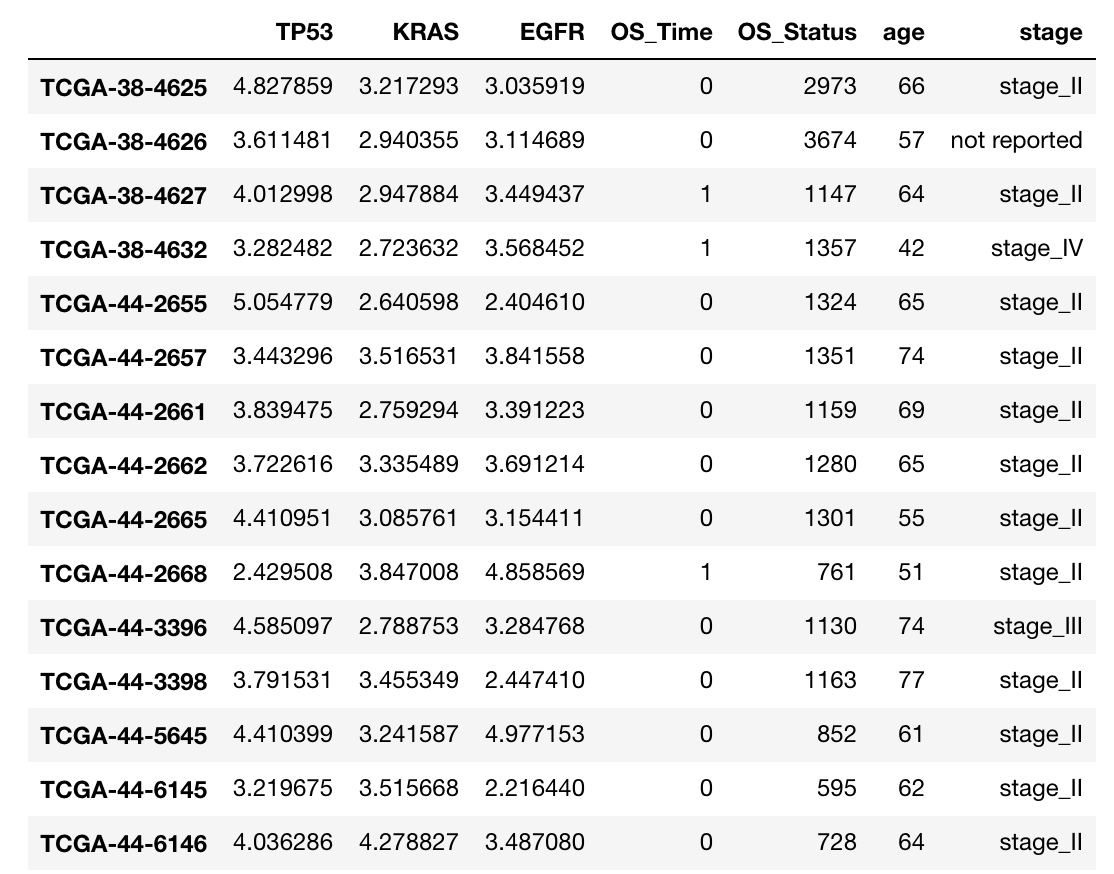 TP53 KRAS EGFR OS_Time OS_Status age stage
TCGA-38-4625 4.827859 3.217293 3.035919 0 2973 66 stage_II
TCGA-38-4626 3.611481 2.940355 3.114689 0 3674 57 not reported
TCGA-38-4627 4.012998 2.947884 3.449437 1 1147 64 stage_II
TCGA-38-4632 3.282482 2.723632 3.568452 1 1357 42 stage_IV
TCGA-44-2655 5.054779 2.640598 2.404610 0 1324 65 stage_II
TCGA-44-2657 3.443296 3.516531 3.841558 0 1351 74 stage_II
TCGA-44-2661 3.839475 2.759294 3.391223 0 1159 69 stage_II
TCGA-44-2662 3.722616 3.335489 3.691214 0 1280 65 stage_II
TCGA-44-2665 4.410951 3.085761 3.154411 0 1301 55 stage_II
TCGA-44-2668 2.429508 3.847008 4.858569 1 761 51 stage_II
TCGA-44-3396 4.585097 2.788753 3.284768 0 1130 74 stage_III
TCGA-44-3398 3.791531 3.455349 2.447410 0 1163 77 stage_II
TCGA-44-5645 4.410399 3.241587 4.977153 0 852 61 stage_II
TCGA-44-6145 3.219675 3.515668 2.216440 0 595 62 stage_II
TCGA-44-6146 4.036286 4.278827 3.487080 0 728 64 stage_II